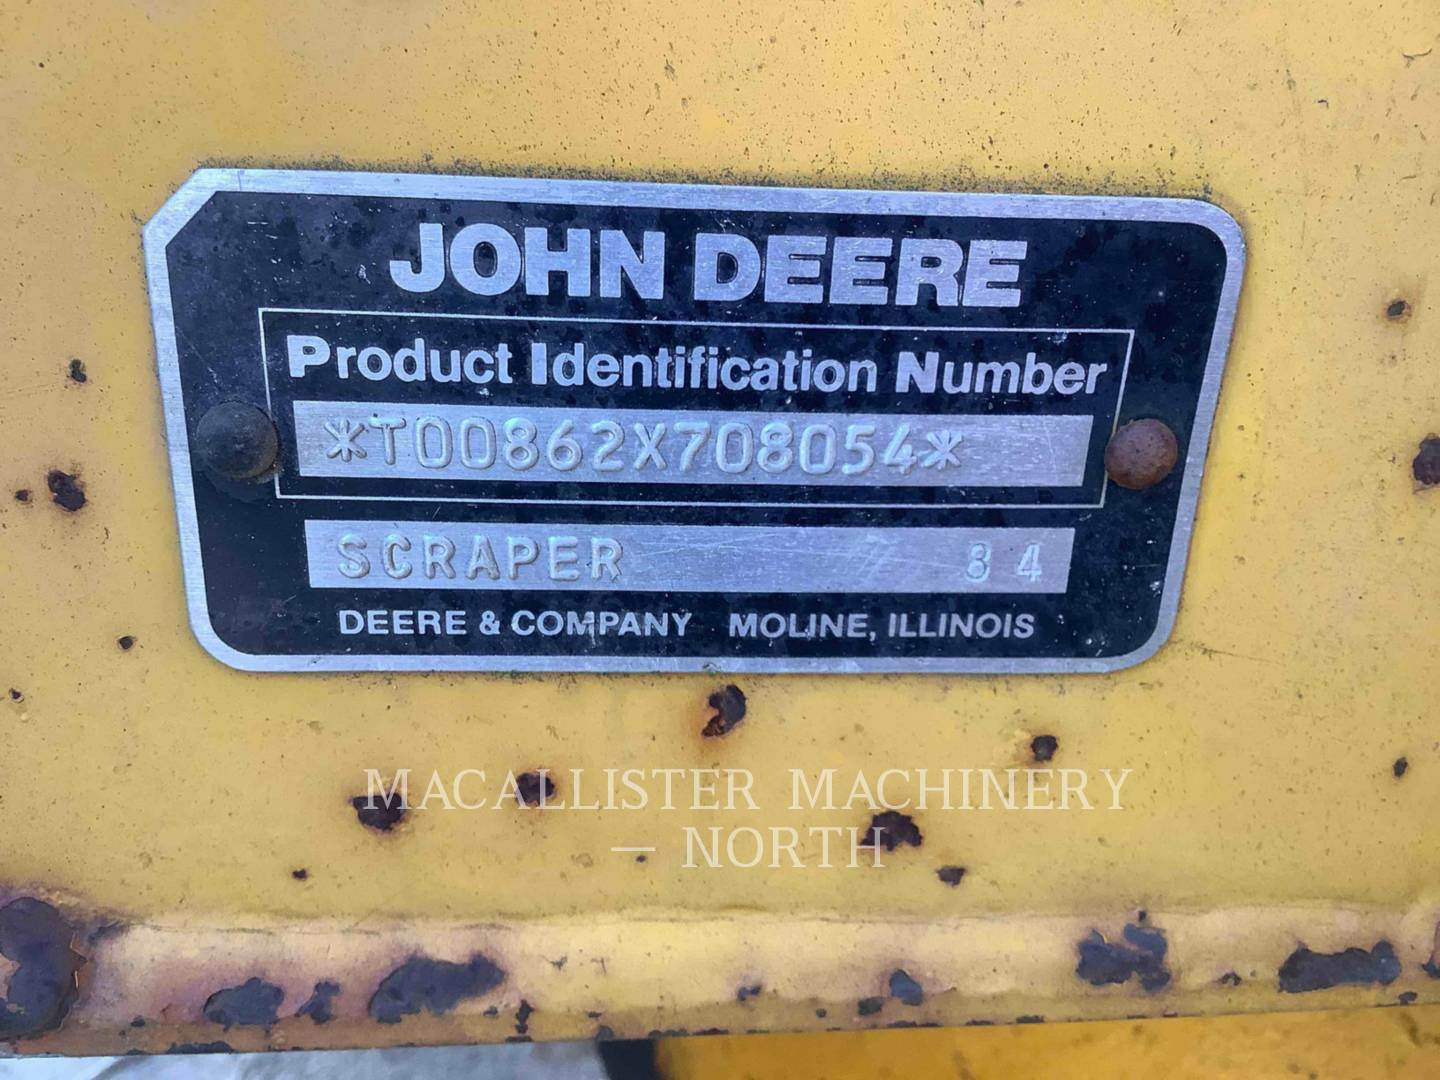 JOHN DEERE
Product Identification Number
*T00862X708054*
SCRAPER 84
DEERE & COMPANY MOLINE, ILLINOIS
MACALLISTER MACHINERY
— NORTH